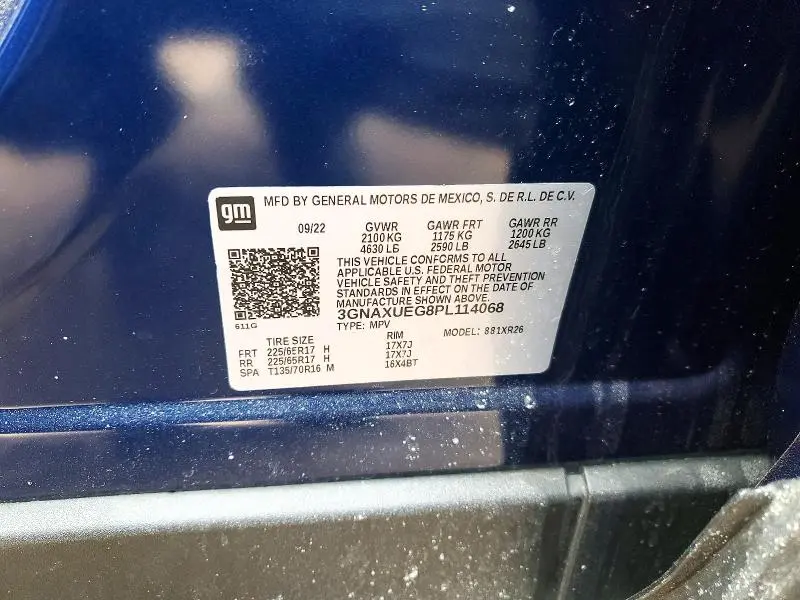 gm
MFD BY GENERAL MOTORS DE MEXICO, S. DE R.L. DE C.V.
09/22 GVWR GAWR FRT GAWR RR
2100 KG 1175 KG 1200 KG
4630 LB 2590 LB 2645 LB
THIS VEHICLE CONFORMS TO ALL
APPLICABLE U.S. FEDERAL MOTOR
VEHICLE SAFETY AND THEFT PREVENTION
STANDARDS IN EFFECT ON THE DATE OF
MANUFACTURE SHOWN ABOVE.
3GNAXUEG8PL114068
611G
TYPE: MPV MODEL: 881XR26
TIRE SIZE RIM
FRT 225/65R17 H 17X7J
RR 225/65R17 H 17X7J
SPA T135/70R16 M 16X4BT